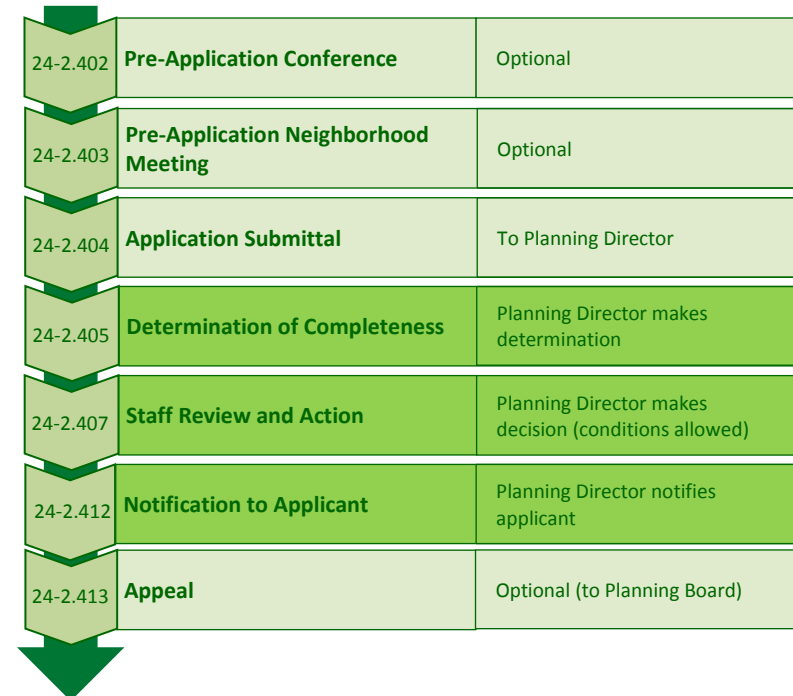 24-2.402
Pre-Application Conference
Optional
24-2.403
Pre-Application Neighborhood
Meeting
Optional
24-2.404
Application Submittal
To Planning Director
24-2.405
Determination of Completeness
Planning Director makes
determination
24-2.407
Staff Review and Action
Planning Director makes
decision (conditions allowed)
24-2.412
Notification to Applicant
Planning Director notifies
applicant
24-2.413
Appeal
Optional (to Planning Board)